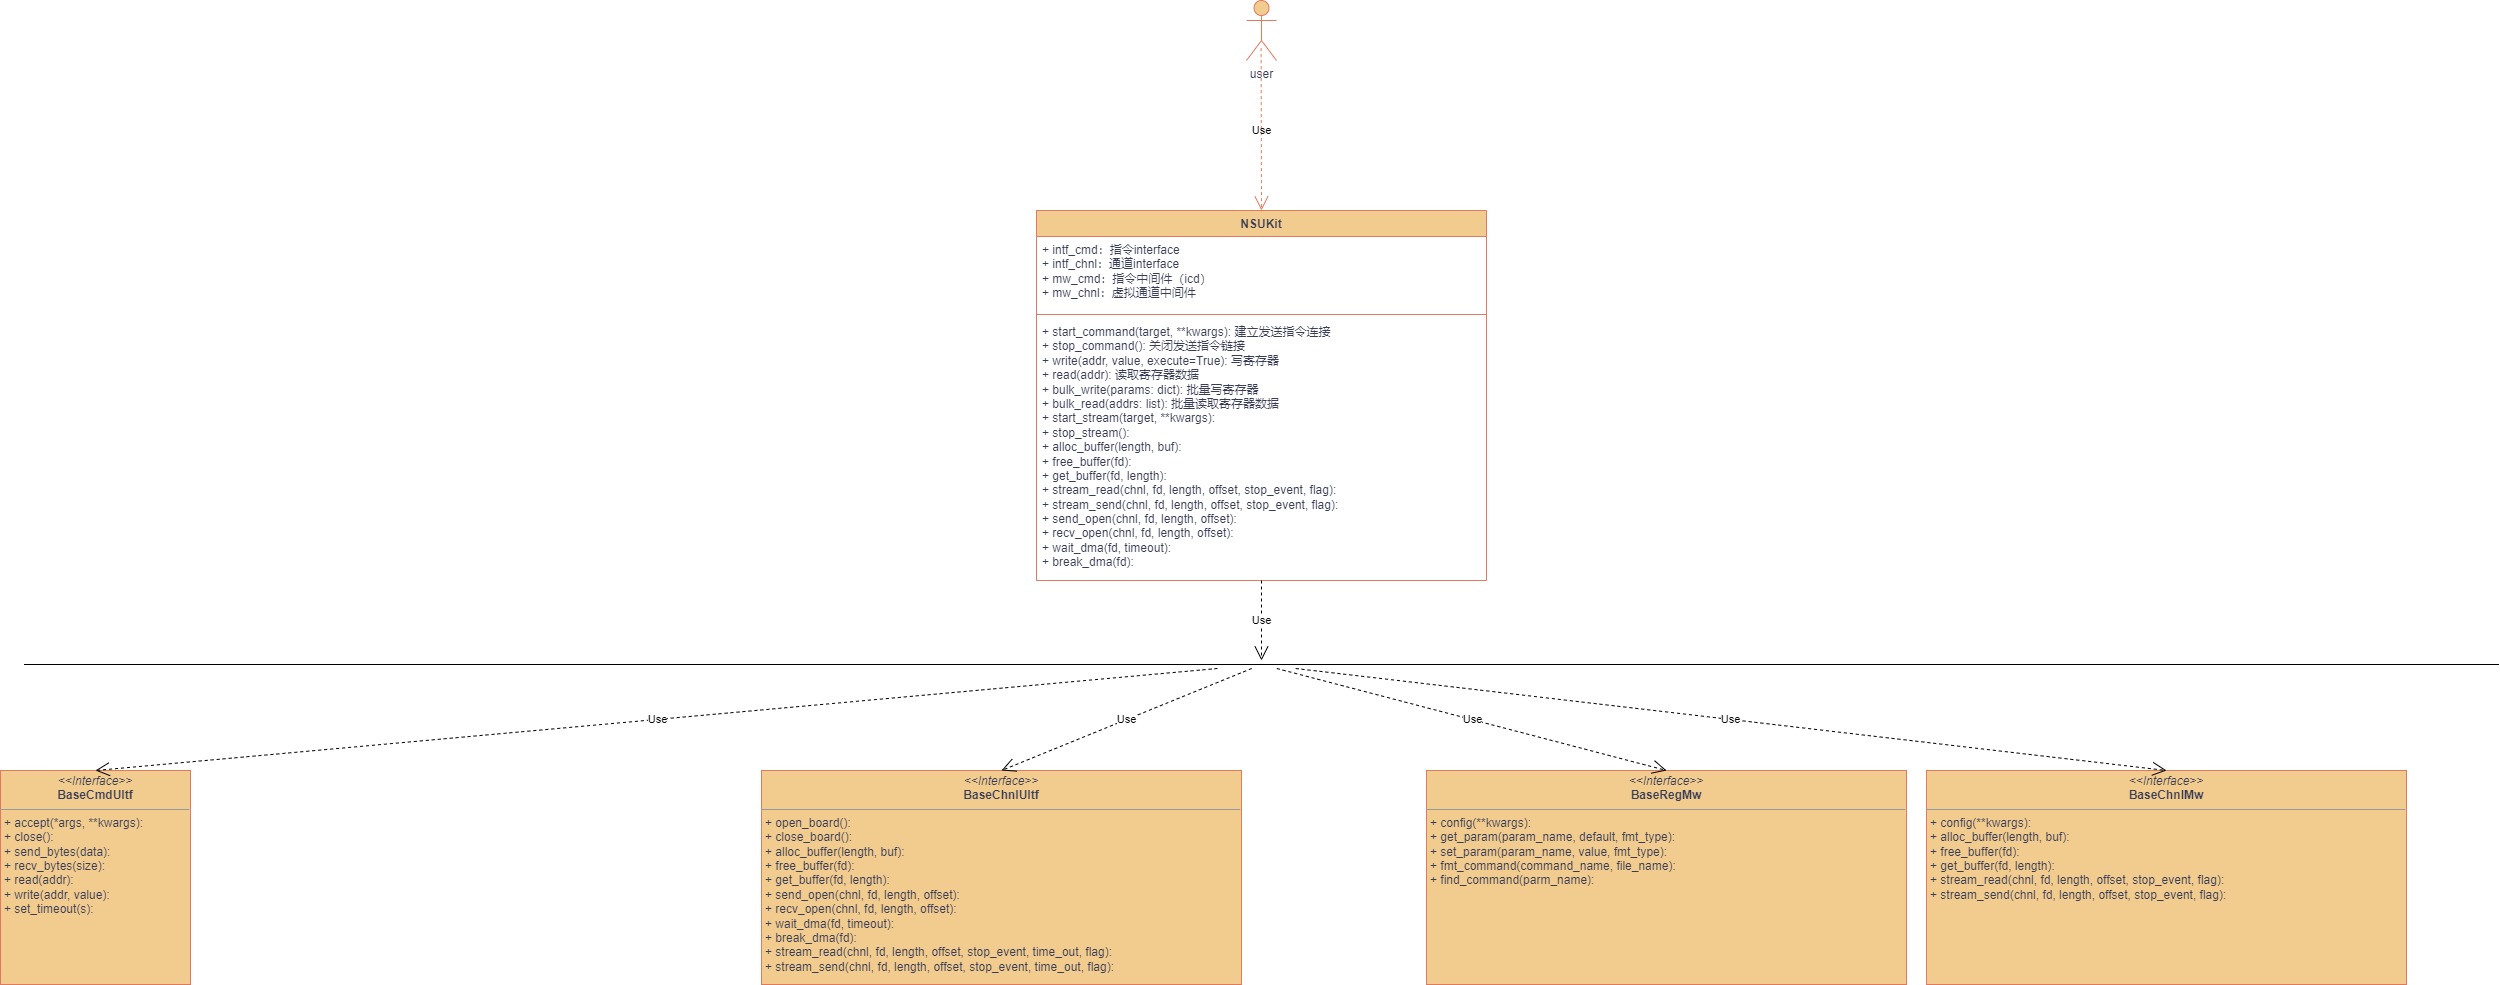 user
Use
NSUKit
+ intf_cmd：指令interface
+ intf_chnl：通道interface
+ mw_cmd：指令中间件（icd）
+ mw_chnl：虚拟通道中间件
+ start_command(target, **kwargs): 建立发送指令连接
+ stop_command(): 关闭发送指令链接
+ write(addr, value, execute=True): 写寄存器
+ read(addr): 读取寄存器数据
+ bulk_write(params: dict): 批量写寄存器
+ bulk_read(addrs: list): 批量读取寄存器数据
+ start_stream(target, **kwargs):
+ stop_stream():
+ alloc_buffer(length, buf):
+ free_buffer(fd):
+ get_buffer(fd, length):
+ stream_read(chnl, fd, length, offset, stop_event, flag):
+ stream_send(chnl, fd, length, offset, stop_event, flag):
+ send_open(chnl, fd, length, offset):
+ recv_open(chnl, fd, length, offset):
+ wait_dma(fd, timeout):
+ break_dma(fd):
Use
Use
Use
Use
Use
<<Interface>>
BaseCmdUItf
+ accept(*args, **kwargs):
+ close():
+ send_bytes(data):
+ recv_bytes(size):
+ read(addr):
+ write(addr, value):
+ set_timeout(s):
<<Interface>>
BaseChnlUItf
+ open_board():
+ close_board():
+ alloc_buffer(length, buf):
+ free_buffer(fd):
+ get_buffer(fd, length):
+ send_open(chnl, fd, length, offset):
+ recv_open(chnl, fd, length, offset):
+ wait_dma(fd, timeout):
+ break_dma(fd):
+ stream_read(chnl, fd, length, offset, stop_event, time_out, flag):
+ stream_send(chnl, fd, length, offset, stop_event, time_out, flag):
<<Interface>>
BaseRegMw
+ config(**kwargs):
+ get_param(param_name, default, fmt_type):
+ set_param(param_name, value, fmt_type):
+ fmt_command(command_name, file_name):
+ find_command(parm_name):
<<Interface>>
BaseChnlMw
+ config(**kwargs):
+ alloc_buffer(length, buf):
+ free_buffer(fd):
+ get_buffer(fd, length):
+ stream_read(chnl, fd, length, offset, stop_event, flag):
+ stream_send(chnl, fd, length, offset, stop_event, flag):